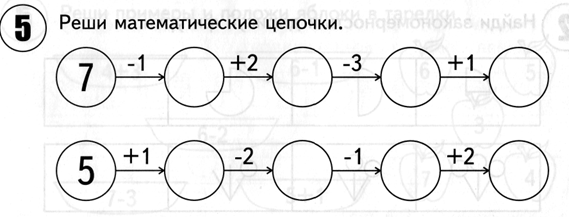 5 Реши математические цепочки.
7 -1 +2 -3 +1
5 +1 -2 -1 +2